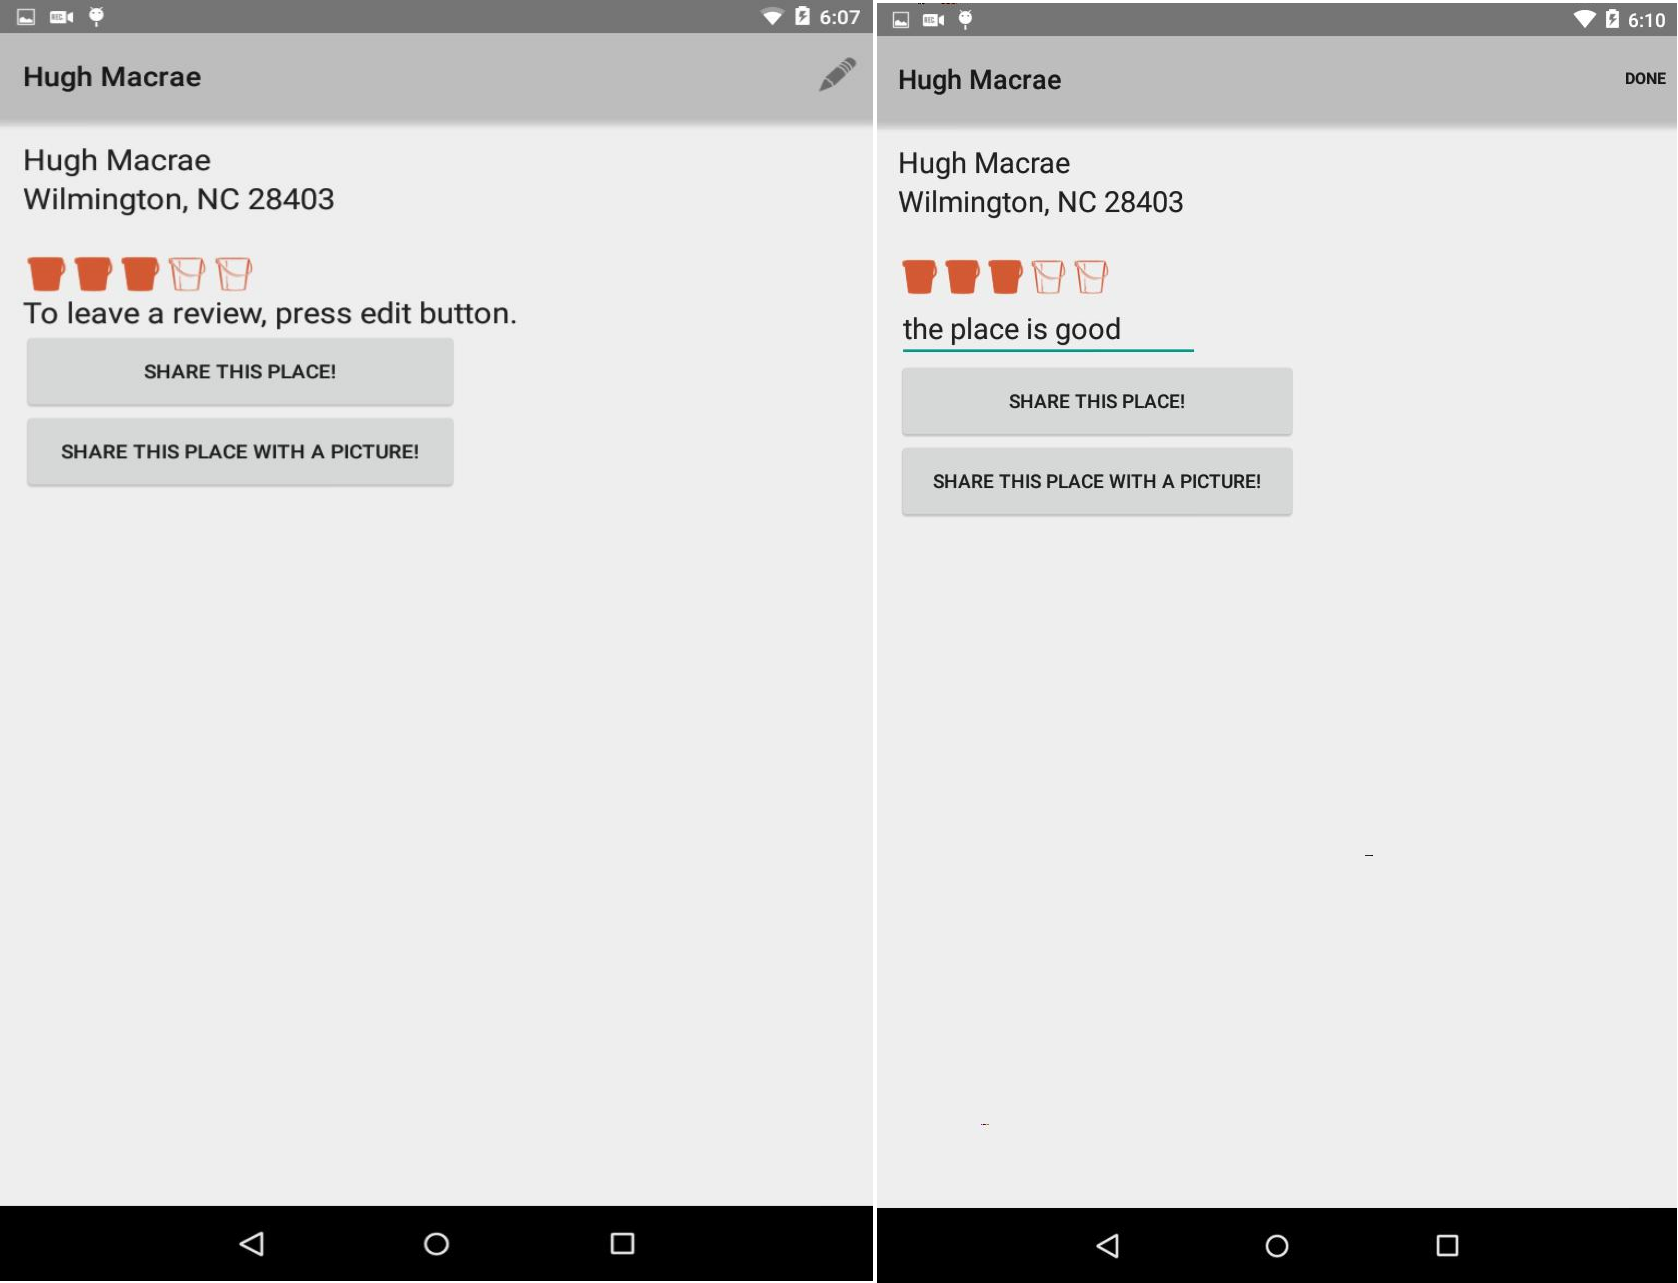 6:07
Hugh Macrae
Hugh Macrae
Wilmington, NC 28403
To leave a review, press edit button.
SHARE THIS PLACE!
SHARE THIS PLACE WITH A PICTURE!
6:10
Hugh Macrae
DONE
Hugh Macrae
Wilmington, NC 28403
the place is good
SHARE THIS PLACE!
SHARE THIS PLACE WITH A PICTURE!